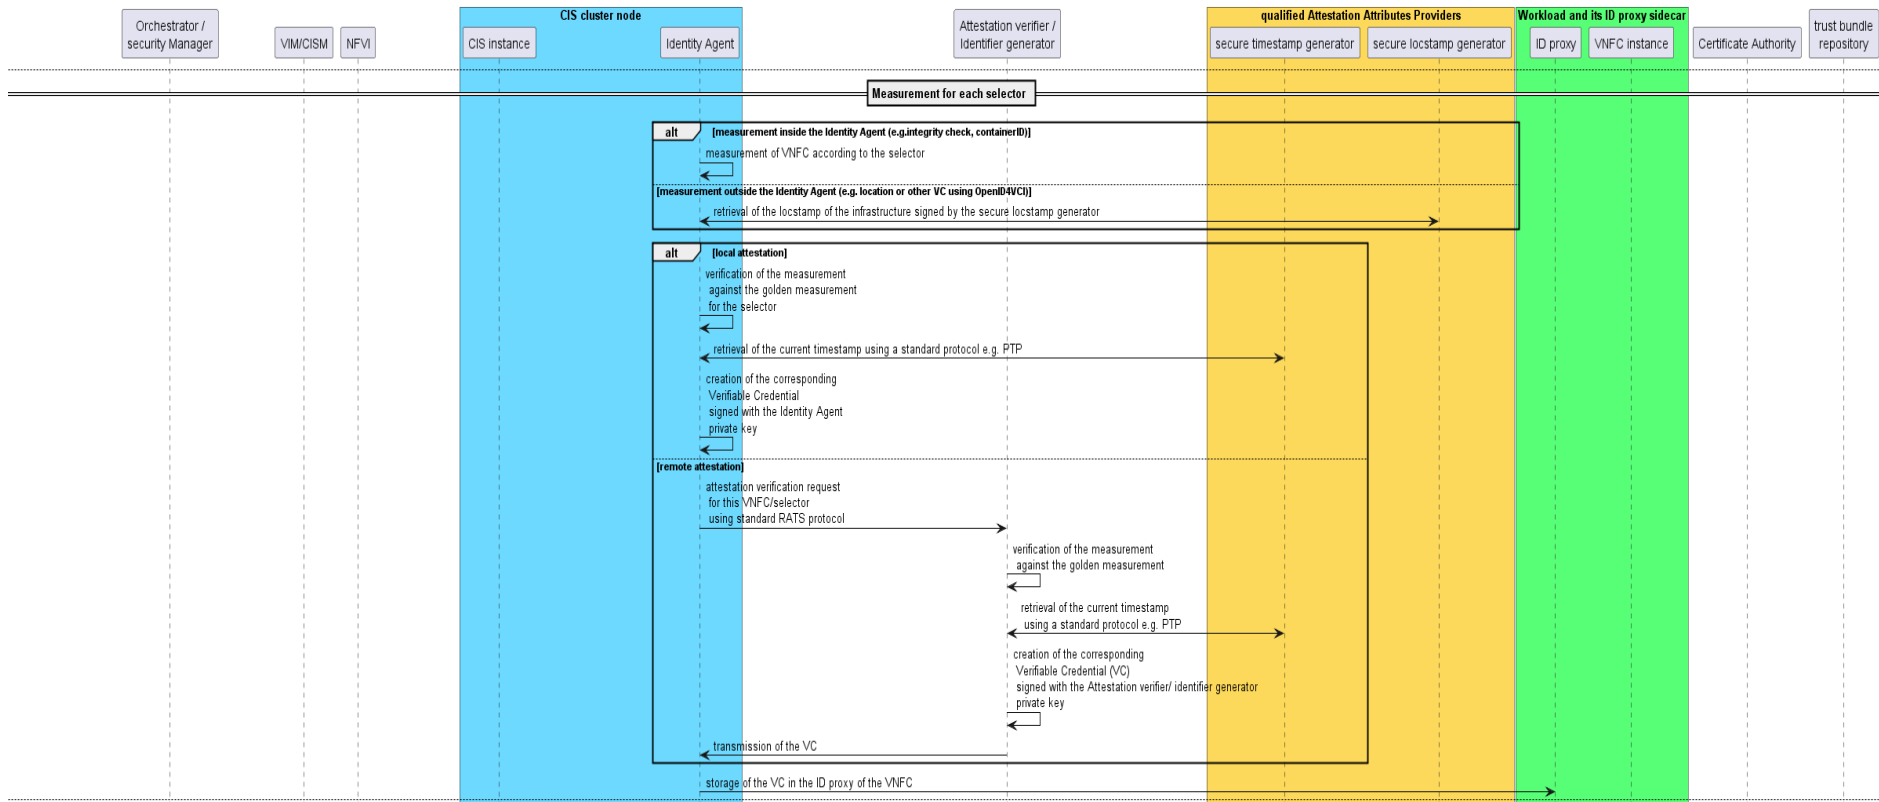 CIS cluster node
qualified Attestation Attributes Providers
Workload and its ID proxy sidecar
Orchestrator /
security Manager
VIM/CISM
NFVI
CIS instance
Identity Agent
Attestation verifier /
Identifier generator
secure timestamp generator
secure locstamp generator
ID proxy
VNFC instance
Certificate Authority
trust bundle
repository
Measurement for each selector
alt
[measurement inside the Identity Agent (e.g.integrity check, containerID)]
measurement of VNFC according to the selector
[measurement outside the Identity Agent (e.g. location or other VC using OpenID4VCI)]
retrieval of the locstamp of the infrastructure signed by the secure locstamp generator
alt
[local attestation]
verification of the measurement
against the golden measurement
for the selector
retrieval of the current timestamp using a standard protocol e.g. PTP
creation of the corresponding
Verifiable Credential
signed with the Identity Agent
private key
[remote attestation]
attestation verification request
for this VNFC/selector
using standard RATS protocol
verification of the measurement
against the golden measurement
retrieval of the current timestamp
using a standard protocol e.g. PTP
creation of the corresponding
Verifiable Credential (VC)
signed with the Attestation verifier/ identifier generator
private key
transmission of the VC
storage of the VC in the ID proxy of the VNFC